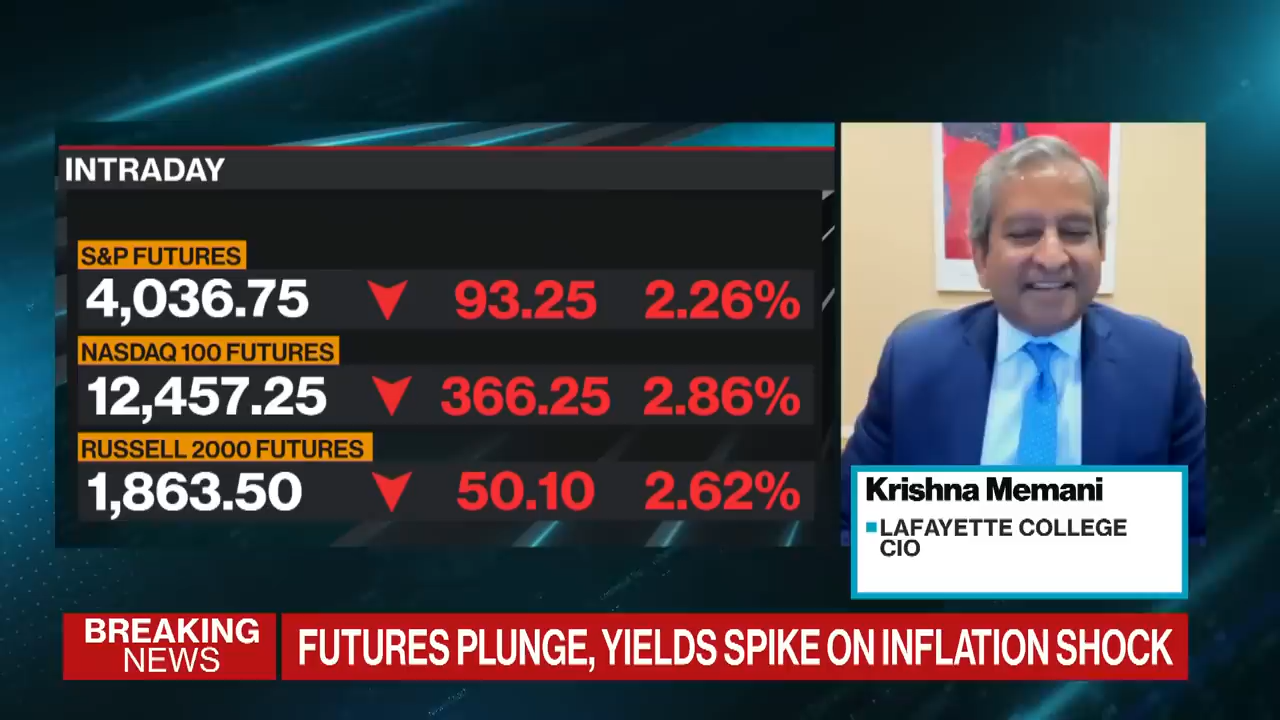 INTRADAY
S&P FUTURES
4,036.75 93.25 2.26%
NASDAQ 100 FUTURES
12,457.25 366.25 2.86%
RUSSELL 2000 FUTURES
1,863.50 50.10 2.62%
Krishna Memani
LAFAYETTE COLLEGE
CIO
BREAKING
NEWS
FUTURES PLUNGE, YIELDS SPIKE ON INFLATION SHOCK